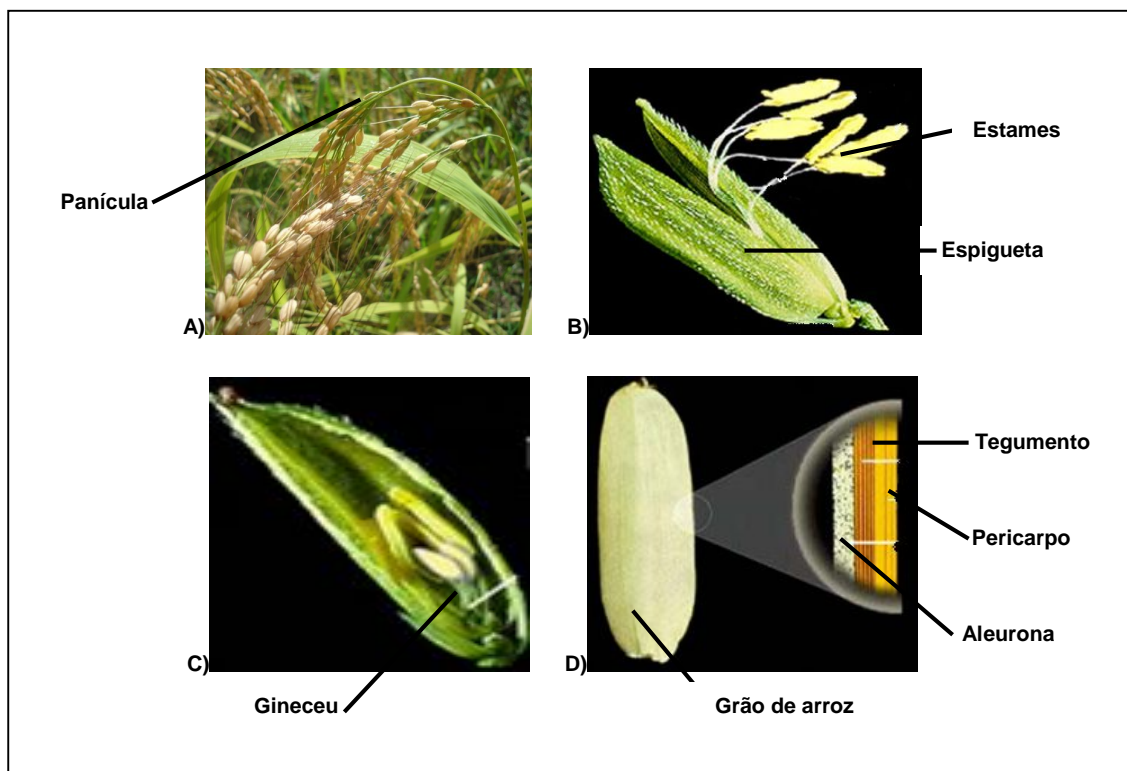 Panícula
A)
Estames
Espigueta
B)
C)
Gineceu
Tegumento
Pericarpo
Aleurona
D)
Grão de arroz